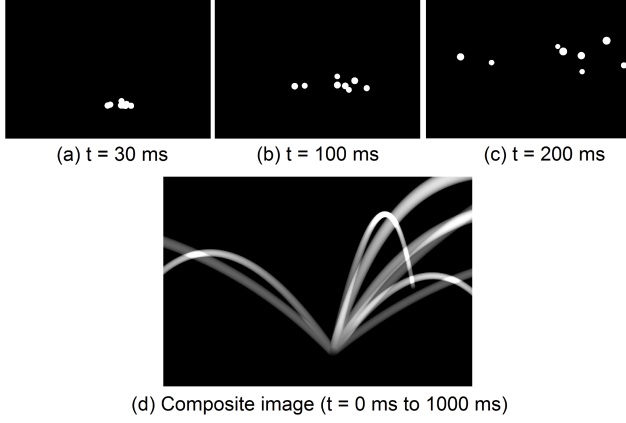 (a) t = 30 ms
(b) t = 100 ms
(c) t = 200 ms
(d) Composite image (t = 0 ms to 1000 ms)